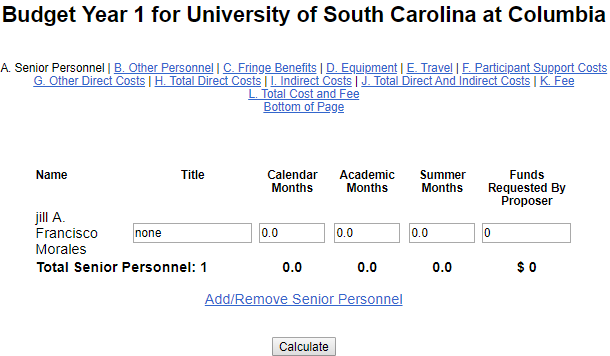 Budget Year 1 for University of South Carolina at Columbia
A. Senior Personnel | B. Other Personnel | C. Fringe Benefits | D. Equipment | E. Travel | F. Participant Support Costs
G. Other Direct Costs | H. Total Direct Costs | I. Indirect Costs | J. Total Direct And Indirect Costs | K. Fee
L. Total Cost and Fee
Bottom of Page
Name Title Calendar Months Academic Months Summer Months Funds Requested By Proposer
jill A.
Francisco none 0.0 0.0 0.0 0
Morales
Total Senior Personnel: 1 0.0 0.0 0.0 $ 0
Add/Remove Senior Personnel
Calculate